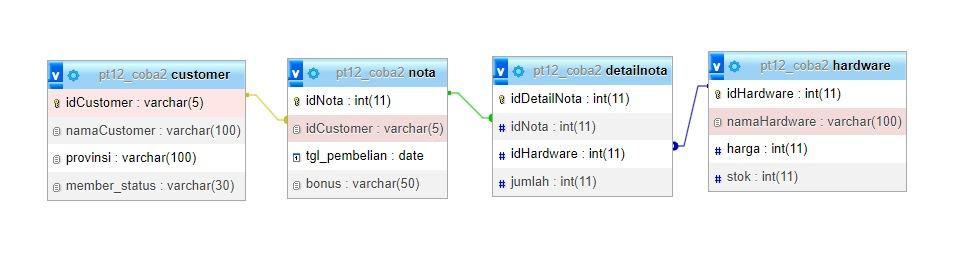 pt12_coba2 customer
idCustomer : varchar(5)
namaCustomer : varchar(100)
provinsi : varchar(100)
member_status : varchar(30)
pt12_coba2 nota
idNota : int(11)
idCustomer : varchar(5)
tgl_pembelian : date
bonus : varchar(50)
pt12_coba2 detailnota
idDetailNota : int(11)
# idNota : int(11)
# idHardware : int(11)
# jumlah : int(11)
pt12_coba2 hardware
idHardware : int(11)
namaHardware : varchar(100)
# harga : int(11)
# stok : int(11)